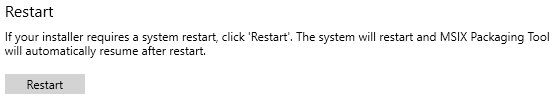 Restart
If your installer requires a system restart, click 'Restart'. The system will restart and MSIX Packaging Tool
will automatically resume after restart.
Restart